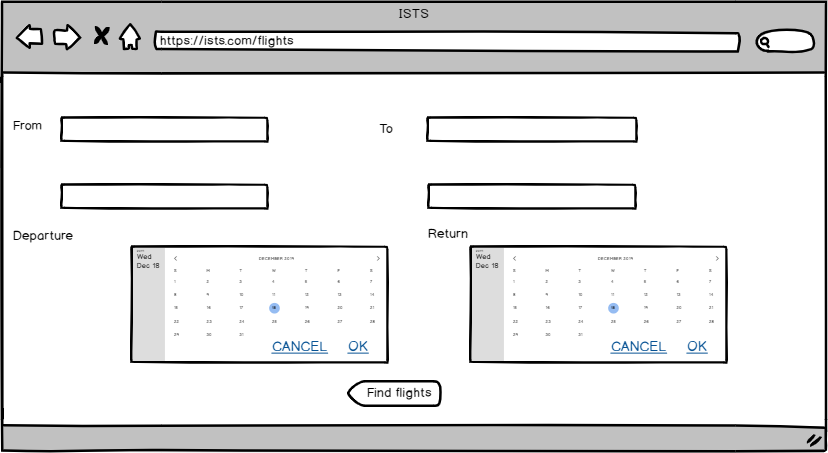 ISTS
https://ists.com/flights
From
To
Departure
Return
Wed
Dec 18
DECEMBER 2019
S M T W T F S
1 2 3 4 5 6 7
8 9 10 11 12 13 14
15 16 17 18 19 20 21
22 23 24 25 26 27 28
29 30 31
CANCEL OK
Wed
Dec 18
DECEMBER 2019
S M T W T F S
1 2 3 4 5 6 7
8 9 10 11 12 13 14
15 16 17 18 19 20 21
22 23 24 25 26 27 28
29 30 31
CANCEL OK
Find flights